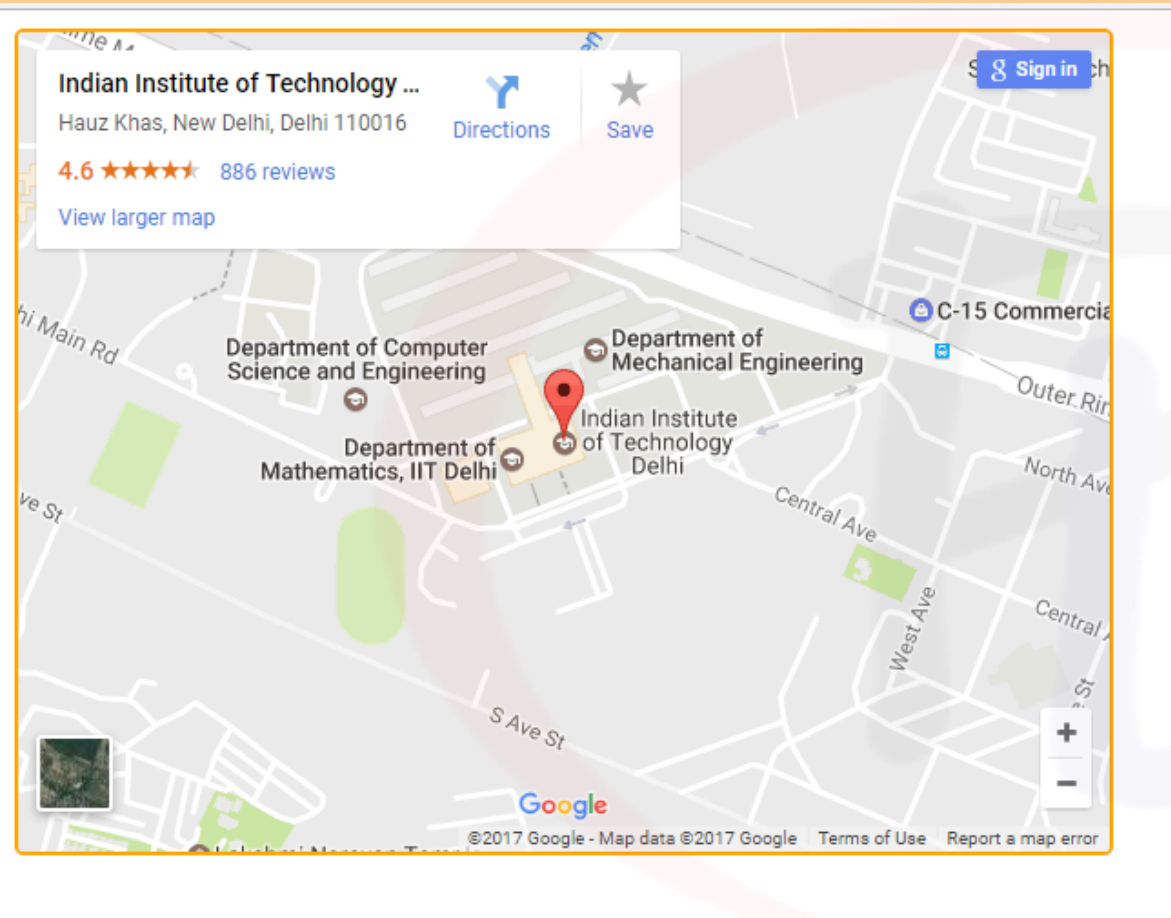 Indian Institute of Technology ...
Hauz Khas, New Delhi, Delhi 110016
4.6
886 reviews
View larger map
Directions
Save
Sign in
C-15 Commercia
hi Main Rd
Department of Computer
Science and Engineering
Department of
Mechanical Engineering
Outer Rin
Indian Institute
of Technology
Delhi
Department of
Mathematics, IIT Delhi
North Ave
ve St
Central Ave
West Ave
Central
S Ave St
Google
©2017 Google - Map data ©2017 Google
Terms of Use
Report a map error